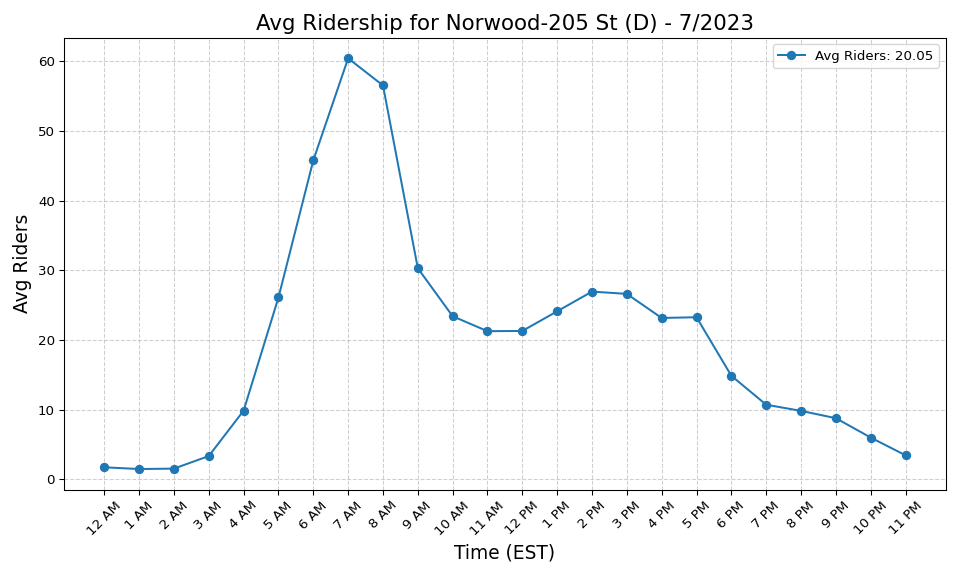 Avg Ridership for Norwood-205 St (D) - 7/2023
Avg Riders: 20.05
Avg Riders
60
50
40
30
20
10
0
12 AM
1 AM
2 AM
3 AM
4 AM
5 AM
6 AM
7 AM
8 AM
9 AM
10 AM
11 AM
12 PM
1 PM
2 PM
3 PM
4 PM
5 PM
6 PM
7 PM
8 PM
9 PM
10 PM
11 PM
Time (EST)